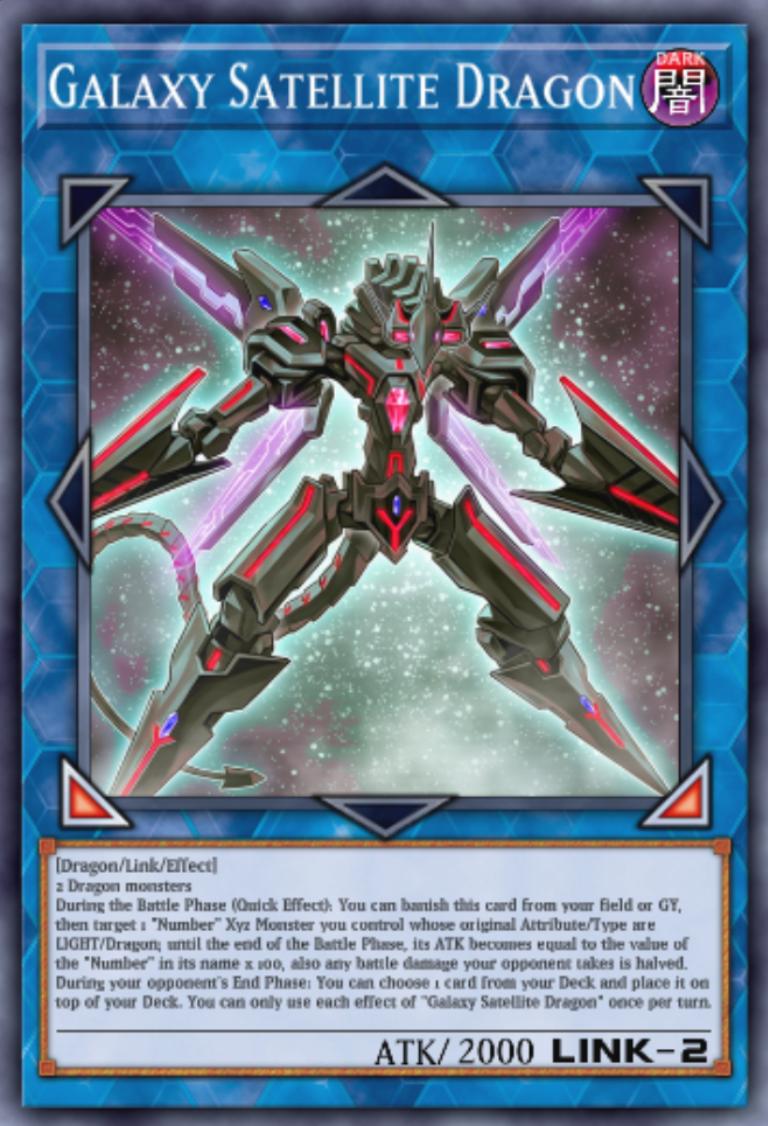 GALAXY SATELLITE DRAGON
DARK
闇
[Dragon/Link/Effect]
2 Dragon monsters
During the Battle Phase (Quick Effect): You can banish this card from your field or GY,
then target 1 "Number" Xyz Monster you control whose original Attribute/Type are
LIGHT/Dragon; until the end of the Battle Phase, its ATK becomes equal to the value of
the "Number" in its name x 100, also any battle damage your opponent takes is halved.
During your opponent's End Phase: You can choose 1 card from your Deck and place it on
top of your Deck. You can only use each effect of "Galaxy Satellite Dragon" once per turn.
ATK/ 2000 LINK-2